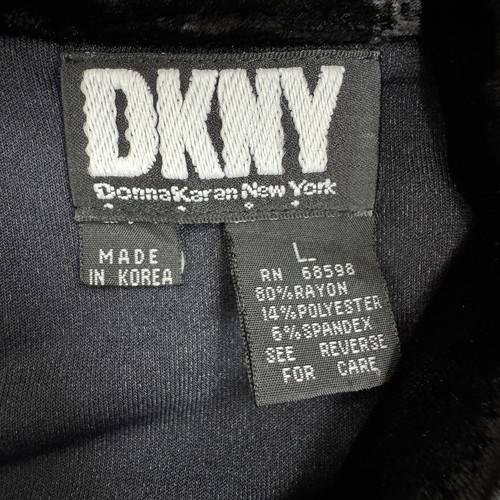 DKNY
DonnaKaran New York
MADE
IN KOREA
L
RN 68598
80% RAYON
14% POLYESTER
6% SPANDEX
SEE REVERSE
FOR CARE